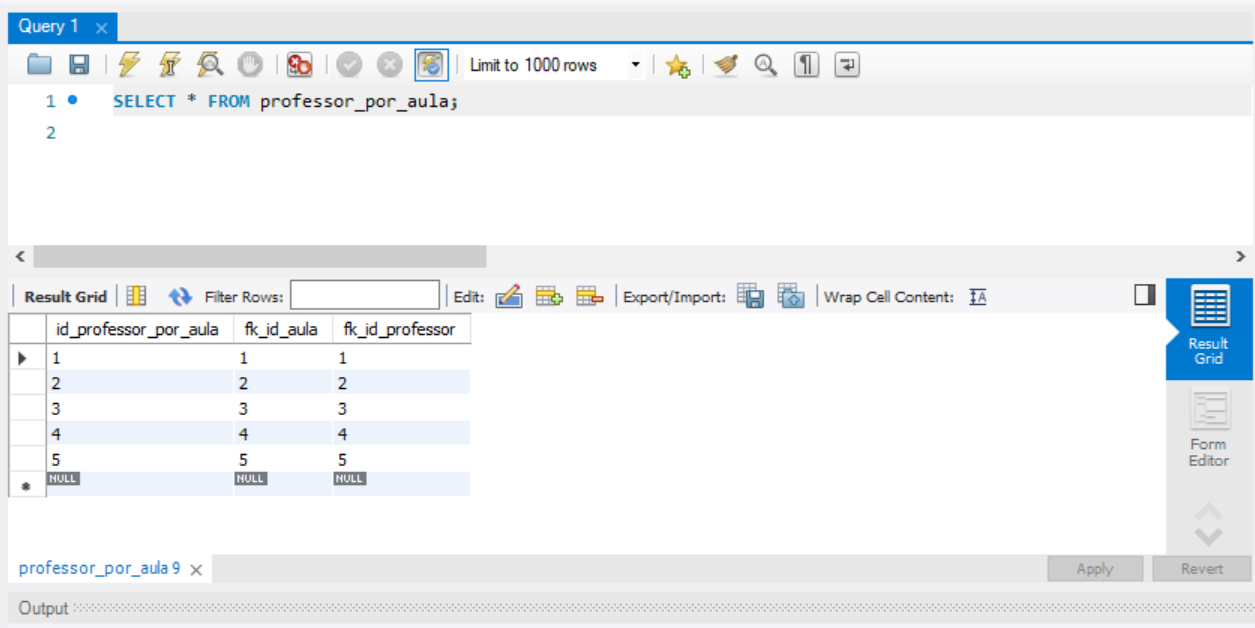 Query 1
Limit to 1000 rows
1 SELECT * FROM professor_por_aula;
2
Result Grid Filter Rows: Edit: Export/Import: Wrap Cell Content:
id_professor_por_aula fk_id_aula fk_id_professor
1 1 1
2 2 2
3 3 3
4 4 4
5 5 5
NULL NULL NULL
Result
Grid
Form
Editor
professor_por_aula 9
Apply Revert
Output